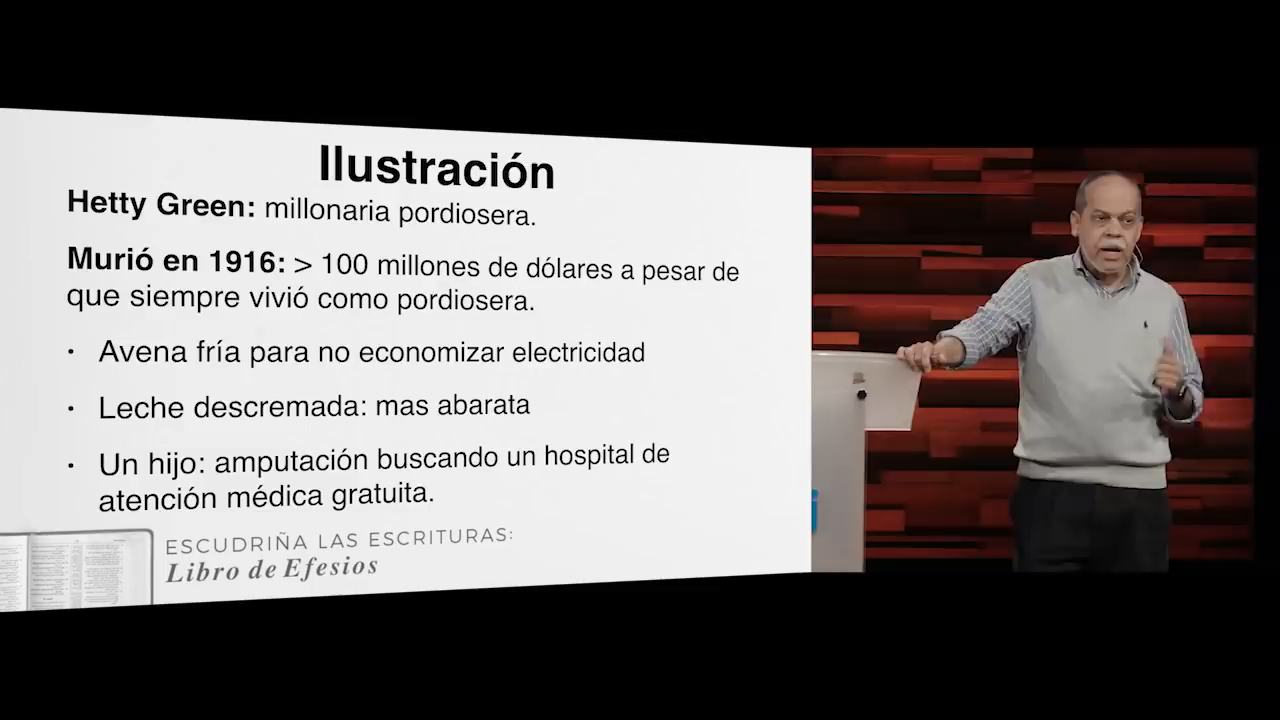 Ilustración
Hetty Green: millonaria pordiosera.
Murió en 1916: > 100 millones de dólares a pesar de
que siempre vivió como pordiosera.
· Avena fría para no economizar electricidad
· Leche descremada: mas abarata
· Un hijo: amputación buscando un hospital de
atención médica gratuita.
ESCUDRIÑA LAS ESCRITURAS:
Libro de Efesios